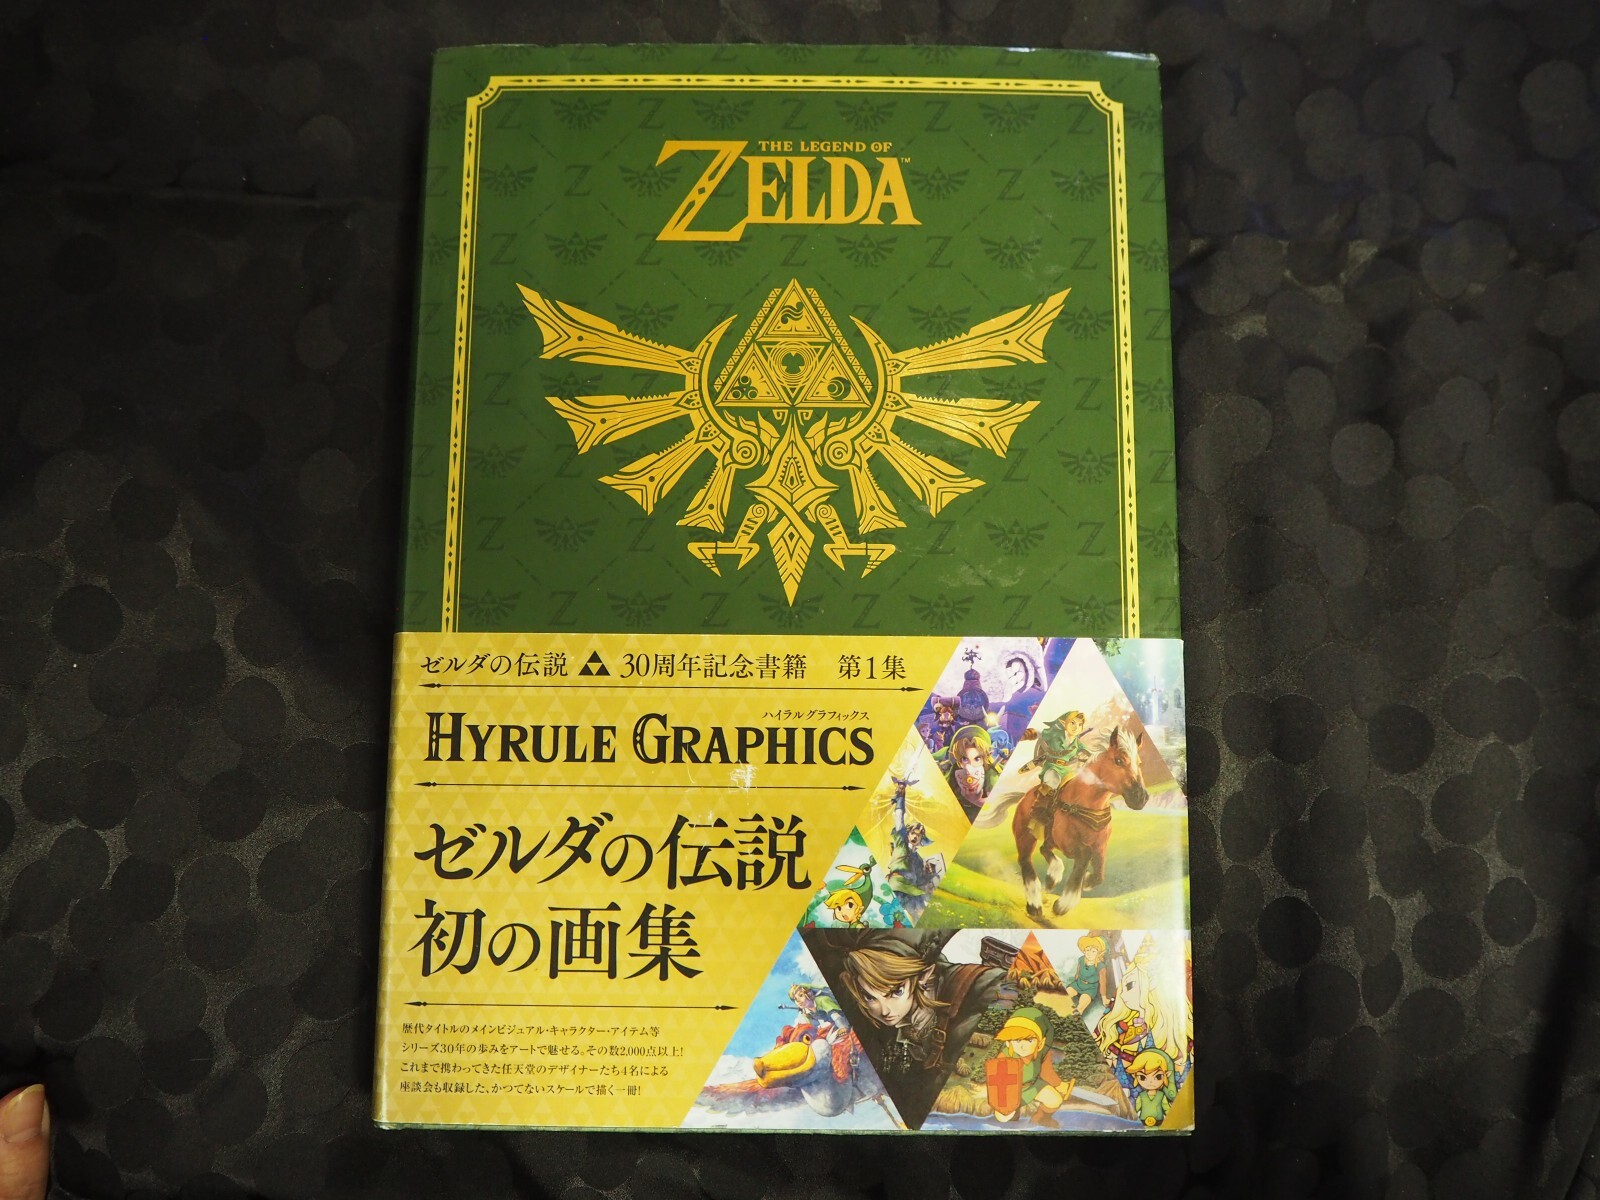 THE LEGEND OF
ZELDA™
ゼルダの伝説 30周年記念書籍 第1集
ハイラルグラフィックス
HYRULE GRAPHICS
ゼルダの伝説
初の画集
歴代タイトルのメインビジュアル・キャラクター・アイテム等
シリーズ30年の歩みをアートで魅せる。その数2,000点以上!
これまで携わってきた任天堂のデザイナーたち4名による
座談会も収録した、かつてないスケールで描く一冊!